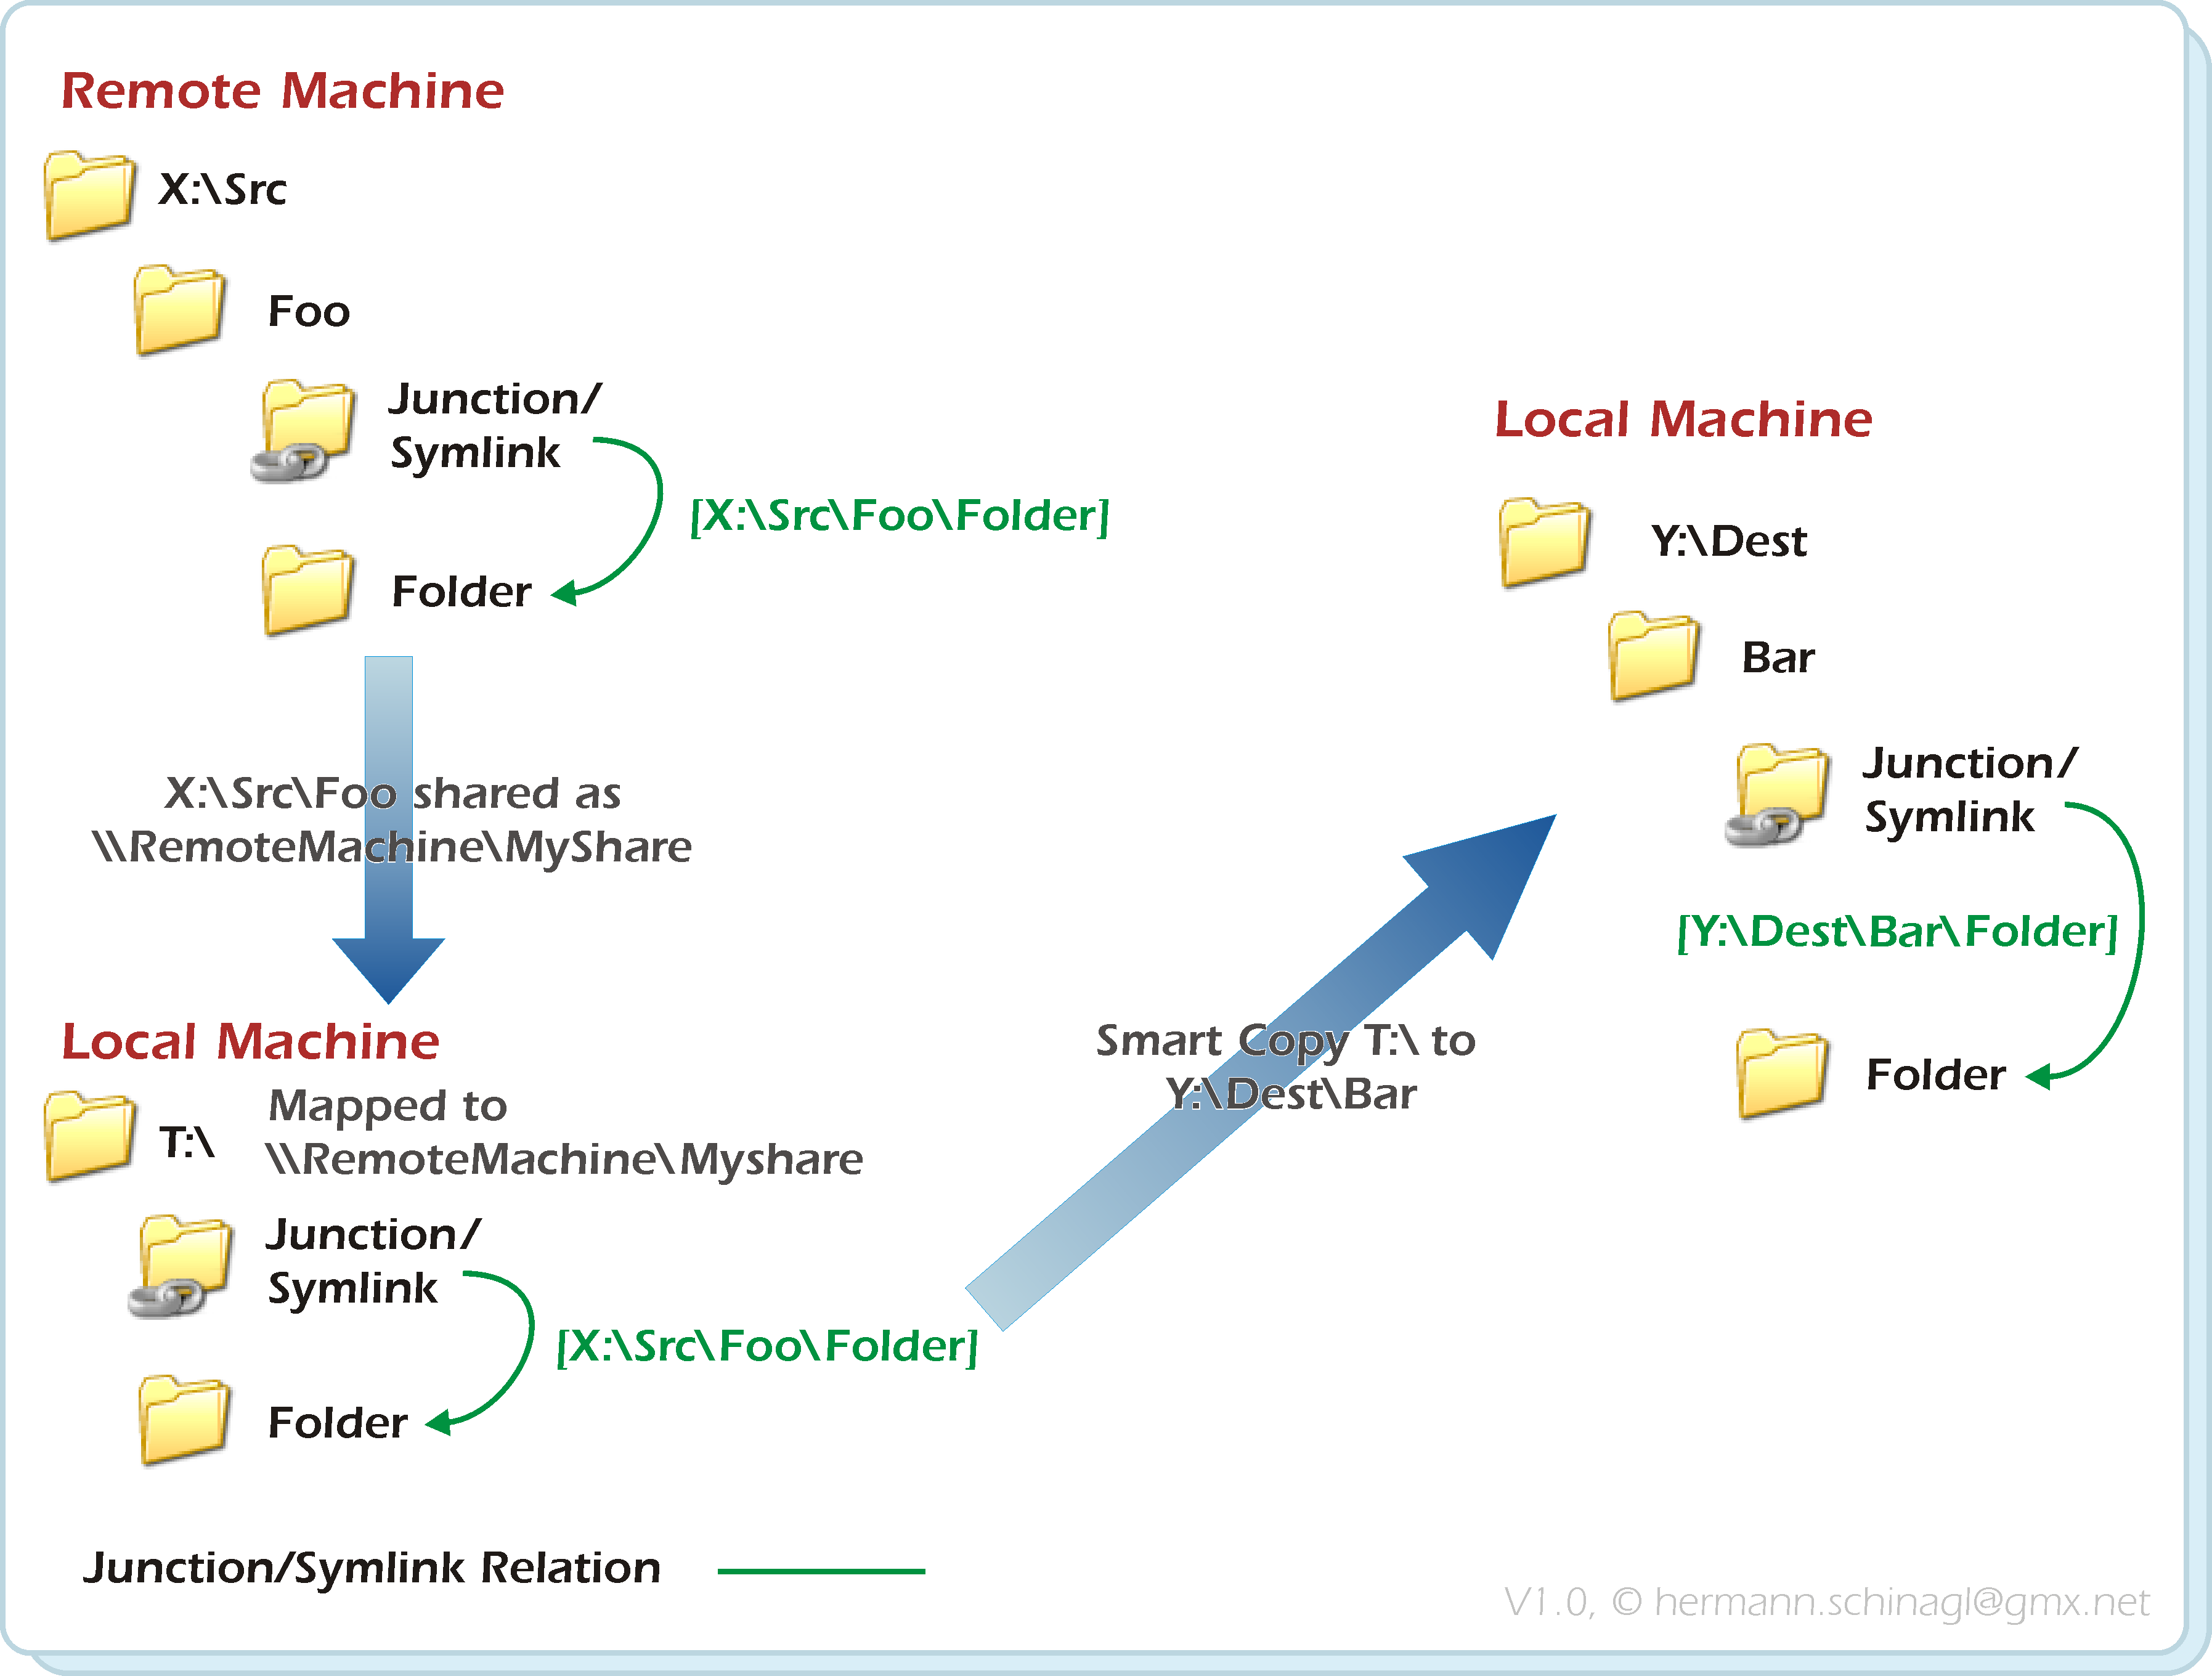 Remote Machine
X:\Src
Foo
Junction/
Symlink
[X:\Src\Foo\Folder]
Folder
X:\Src\Foo shared as
\\RemoteMachine\MyShare
Local Machine
T:\
Mapped to
\\RemoteMachine\Myshare
Junction/
Symlink
[X:\Src\Foo\Folder]
Folder
Smart Copy T:\ to
Y:\Dest\Bar
Local Machine
Y:\Dest
Bar
Junction/
Symlink
[Y:\Dest\Bar\Folder]
Folder
Junction/Symlink Relation
V1.0, © hermann.schinagl@gmx.net